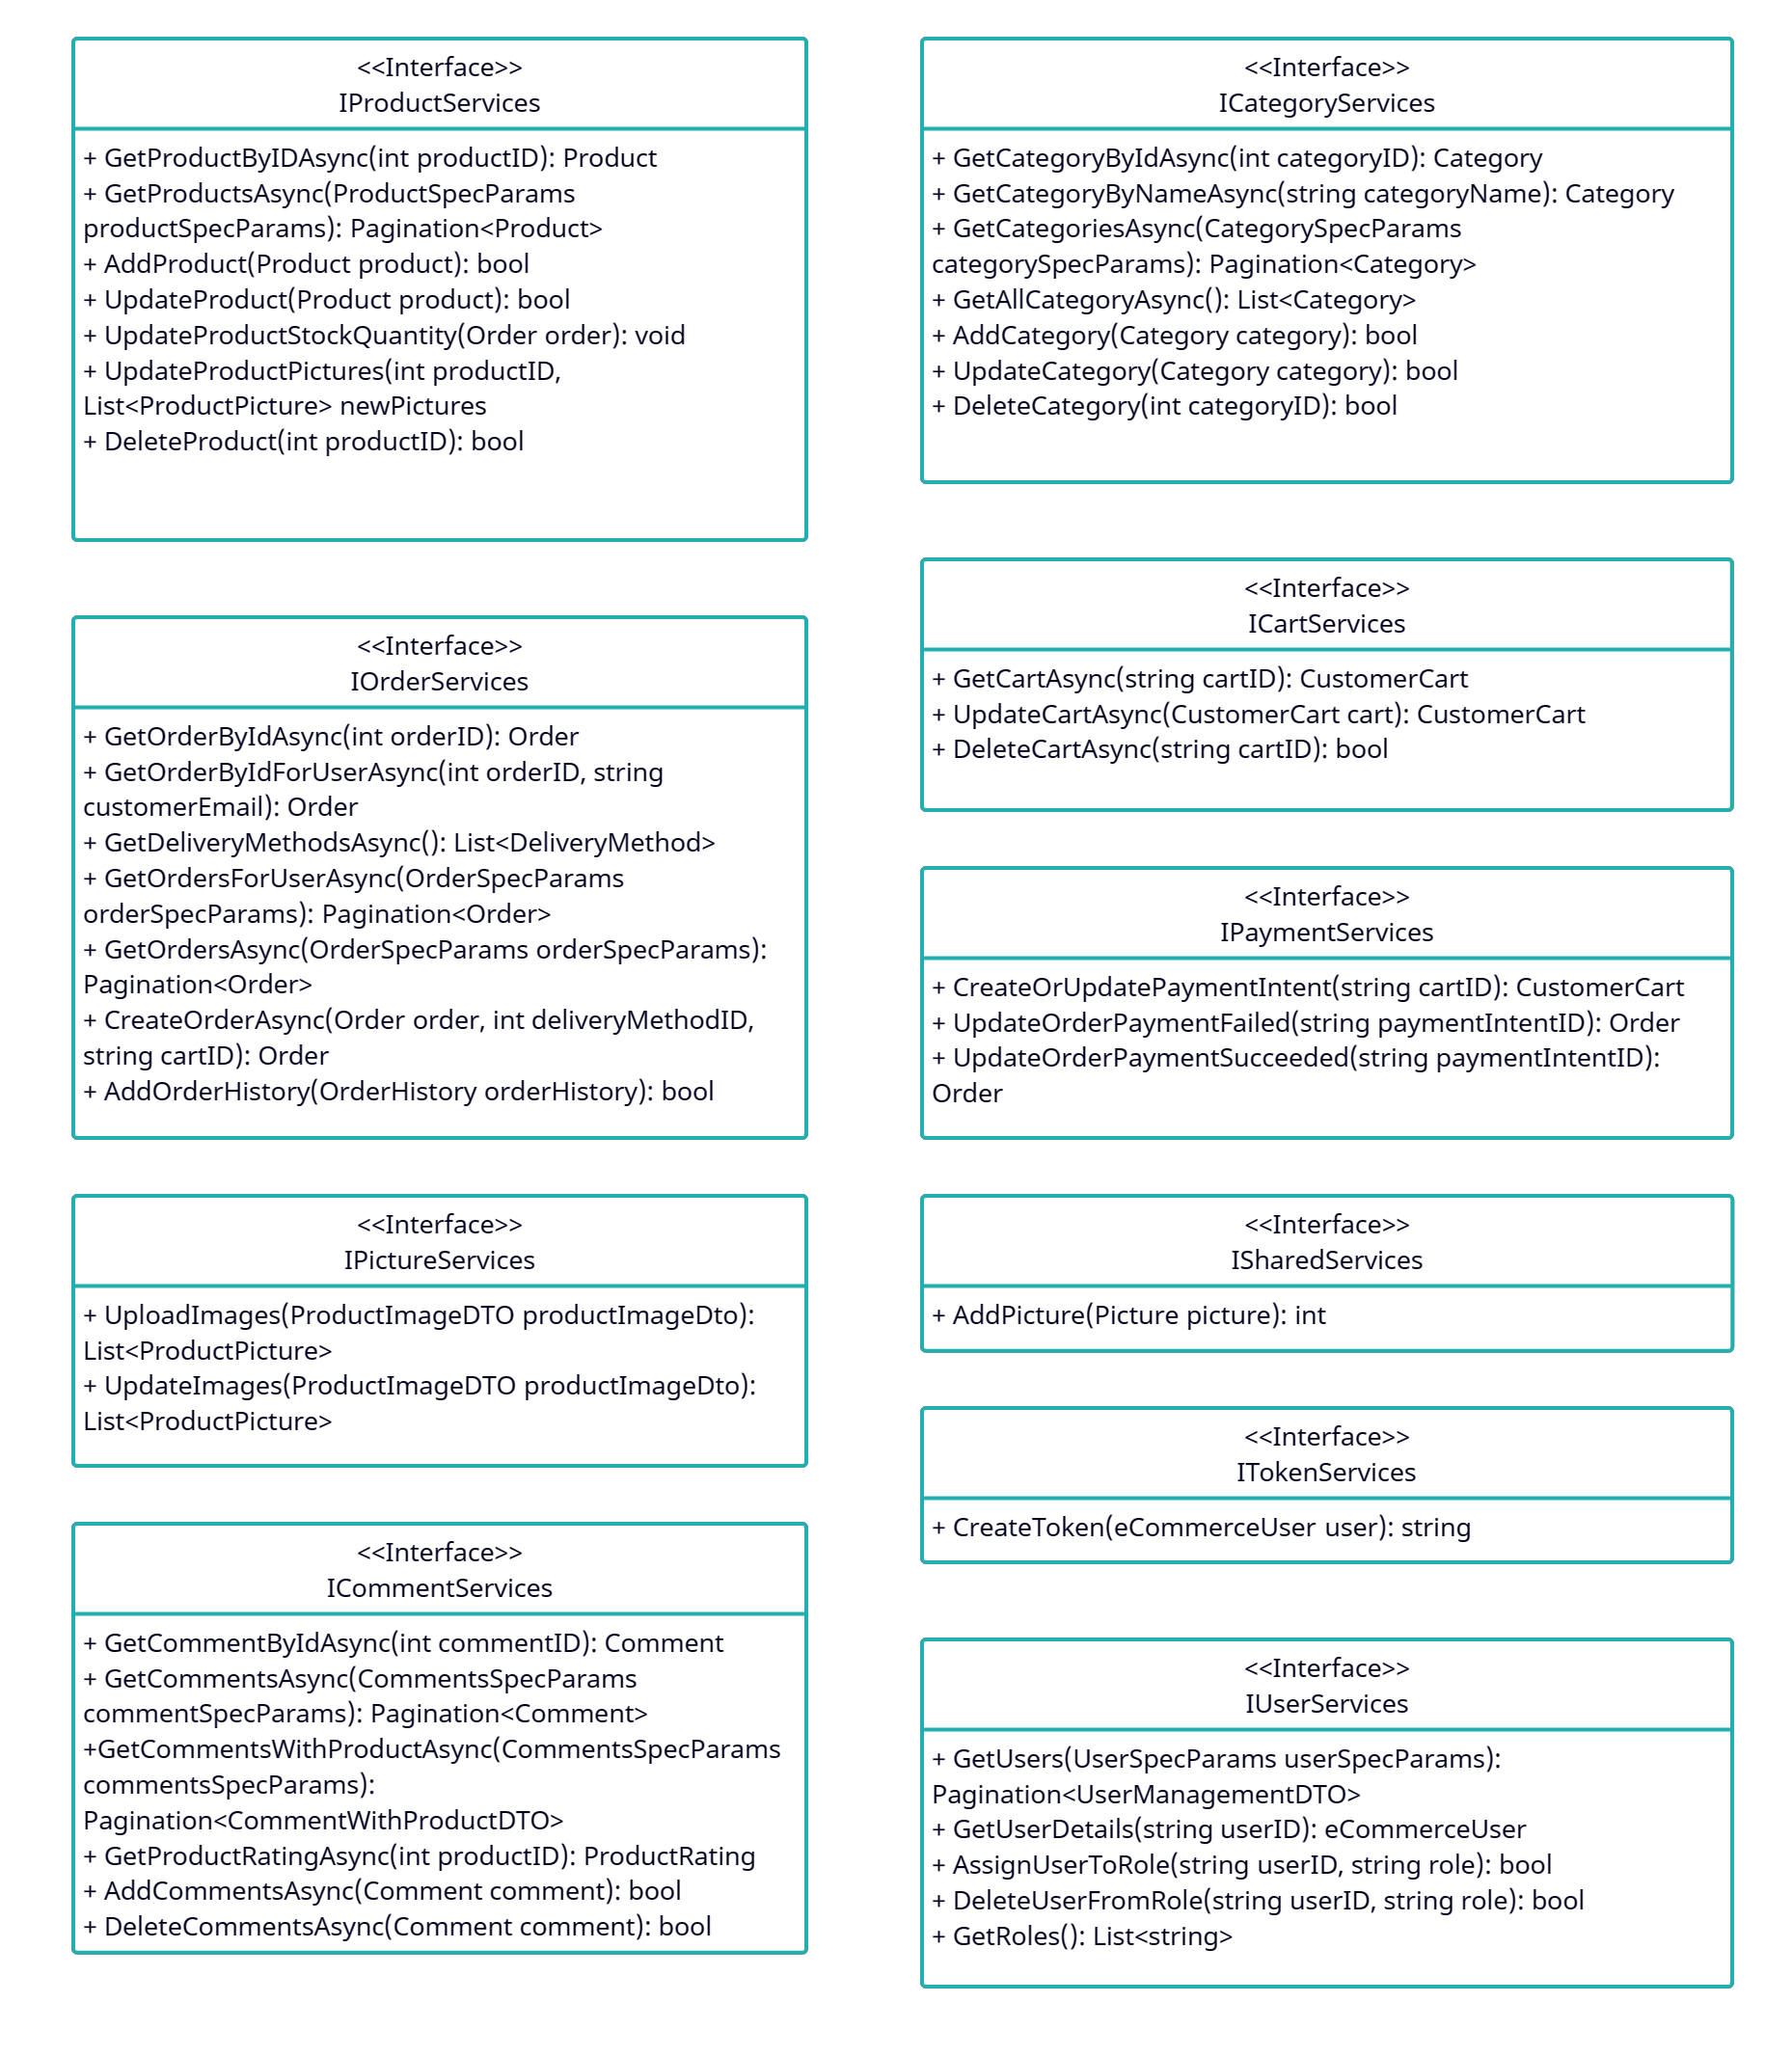 <<Interface>>
IProductServices
+ GetProductByIDAsync(int productID): Product
+ GetProductsAsync(ProductSpecParams
productSpecParams): Pagination<Product>
+ AddProduct(Product product): bool
+ UpdateProduct(Product product): bool
+ UpdateProductStockQuantity(Order order): void
+ UpdateProductPictures(int productID,
List<ProductPicture> newPictures
+ DeleteProduct(int productID): bool
<<Interface>>
IOrderServices
+ GetOrderByIdAsync(int orderID): Order
+ GetOrderByIdForUserAsync(int orderID, string
customerEmail): Order
+ GetDeliveryMethodsAsync(): List<DeliveryMethod>
+ GetOrdersForUserAsync(OrderSpecParams
orderSpecParams): Pagination<Order>
+ GetOrdersAsync(OrderSpecParams orderSpecParams):
Pagination<Order>
+ CreateOrderAsync(Order order, int deliveryMethodID,
string cartID): Order
+ AddOrderHistory(OrderHistory orderHistory): bool
<<Interface>>
IPictureServices
+ UploadImages(ProductImageDTO productImageDto):
List<ProductPicture>
+ UpdateImages(ProductImageDTO productImageDto):
List<ProductPicture>
<<Interface>>
ICommentServices
+ GetCommentByIdAsync(int commentID): Comment
+ GetCommentsAsync(CommentsSpecParams
commentSpecParams): Pagination<Comment>
+GetCommentsWithProductAsync(CommentsSpecParams
commentsSpecParams):
Pagination<CommentWithProductDTO>
+ GetProductRatingAsync(int productID): ProductRating
+ AddCommentsAsync(Comment comment): bool
+ DeleteCommentsAsync(Comment comment): bool
<<Interface>>
ICategoryServices
+ GetCategoryByIdAsync(int categoryID): Category
+ GetCategoryByNameAsync(string categoryName): Category
+ GetCategoriesAsync(CategorySpecParams
categorySpecParams): Pagination<Category>
+ GetAllCategoryAsync(): List<Category>
+ AddCategory(Category category): bool
+ UpdateCategory(Category category): bool
+ DeleteCategory(int categoryID): bool
<<Interface>>
ICartServices
+ GetCartAsync(string cartID): CustomerCart
+ UpdateCartAsync(CustomerCart cart): CustomerCart
+ DeleteCartAsync(string cartID): bool
<<Interface>>
IPaymentServices
+ CreateOrUpdatePaymentIntent(string cartID): CustomerCart
+ UpdateOrderPaymentFailed(string paymentIntentID): Order
+ UpdateOrderPaymentSucceeded(string paymentIntentID):
Order
<<Interface>>
ISharedServices
+ AddPicture(Picture picture): int
<<Interface>>
ITokenServices
+ CreateToken(eCommerceUser user): string
<<Interface>>
IUserServices
+ GetUsers(UserSpecParams userSpecParams):
Pagination<UserManagementDTO>
+ GetUserDetails(string userID): eCommerceUser
+ AssignUserToRole(string userID, string role): bool
+ DeleteUserFromRole(string userID, string role): bool
+ GetRoles(): List<string>